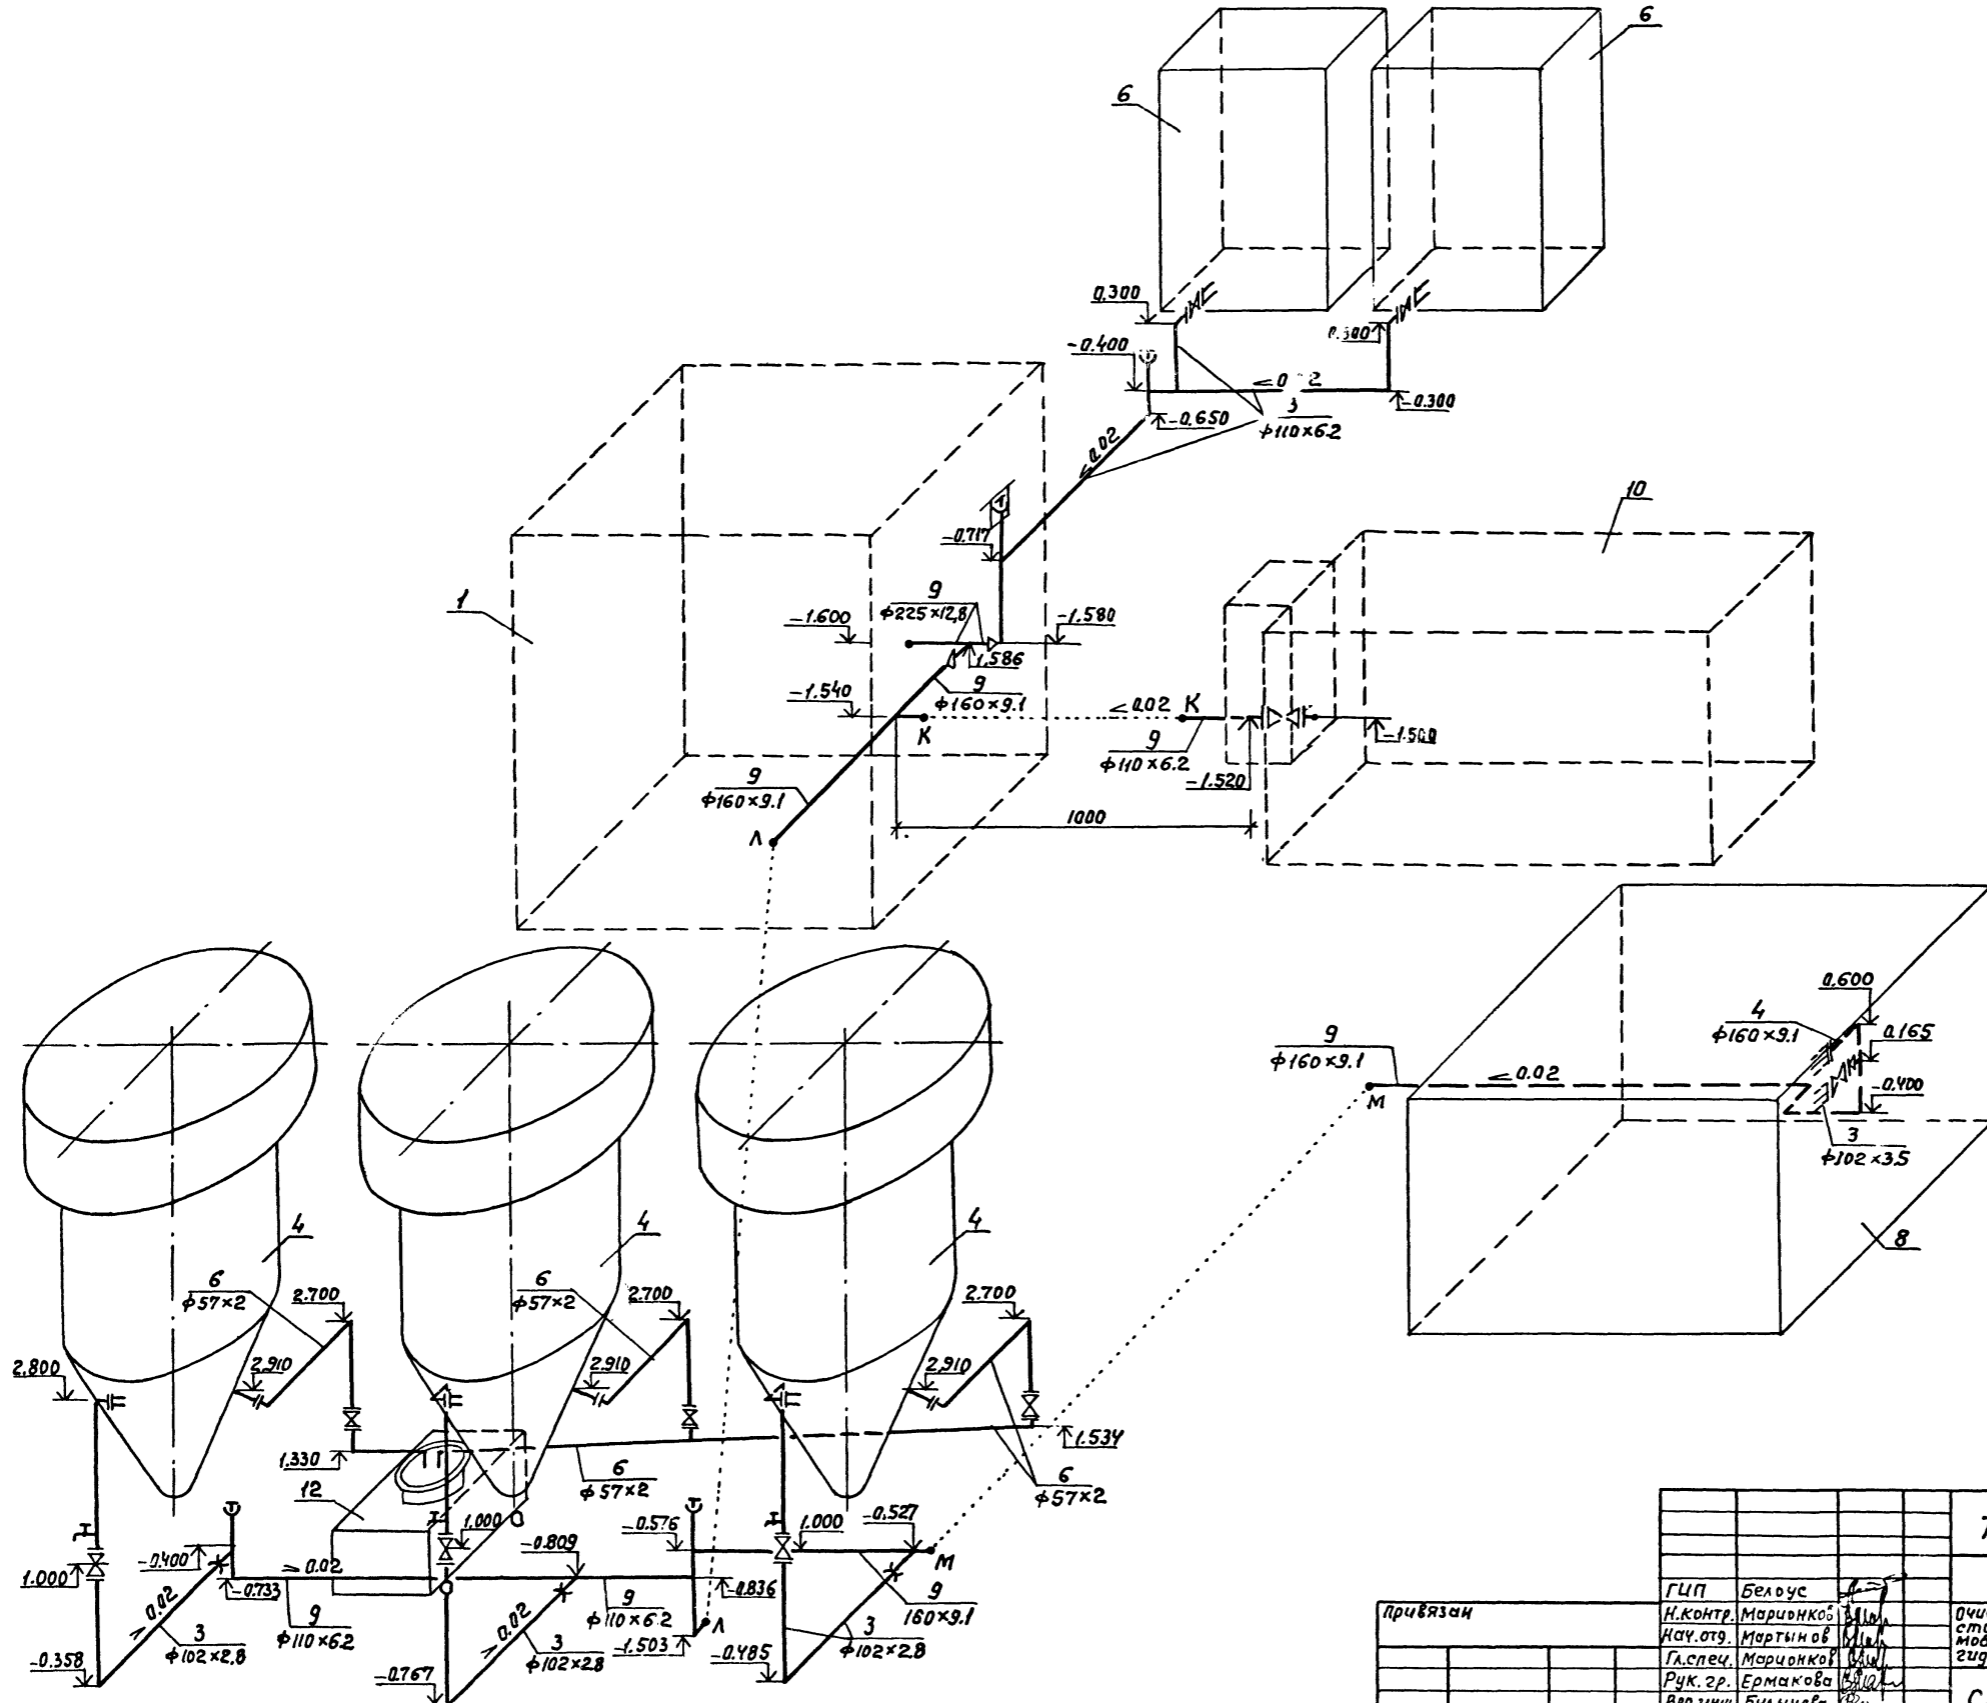 6
6
0.300
0.300
-0.400
-0.300
-0.650
3
ф110×6.2
<0.02
-0.717
10
1
9
ф225×12,8
-1.600
-1.580
1.586
9
ф160×9.1
-1.540
К
<0.02
К
9
ф110×6.2
-1.500
-1.520
9
ф160×9.1
1000
Л
0.600
4
ф160×9.1
0.165
9
ф160×9.1
<0.02
-0.400
М
3
ф102×3.5
8
4
4
4
6
ф57×2
2.700
6
ф57×2
2.700
2.700
2.800
2.910
2.910
2.910
1.534
1.330
6
ф57×2
6
ф57×2
12
1.000
-0.576
1.000
-0.527
-0.809
М
-0.400
0.02
1.000
-0.733
-0.836
9
160×9.1
9
ф110×6.2
0.02
3
ф102×2,8
9
ф110×6.2
0.02
3
ф102×2.8
-1.503
Л
3
ф102×2.8
-0.358
-0.767
-0.485
Привязан
ГИП Белоус
Н.контр. Марионков
Нач.отд. Мартынов
Гл.спец. Марионков
Рук. гр. Ермакова